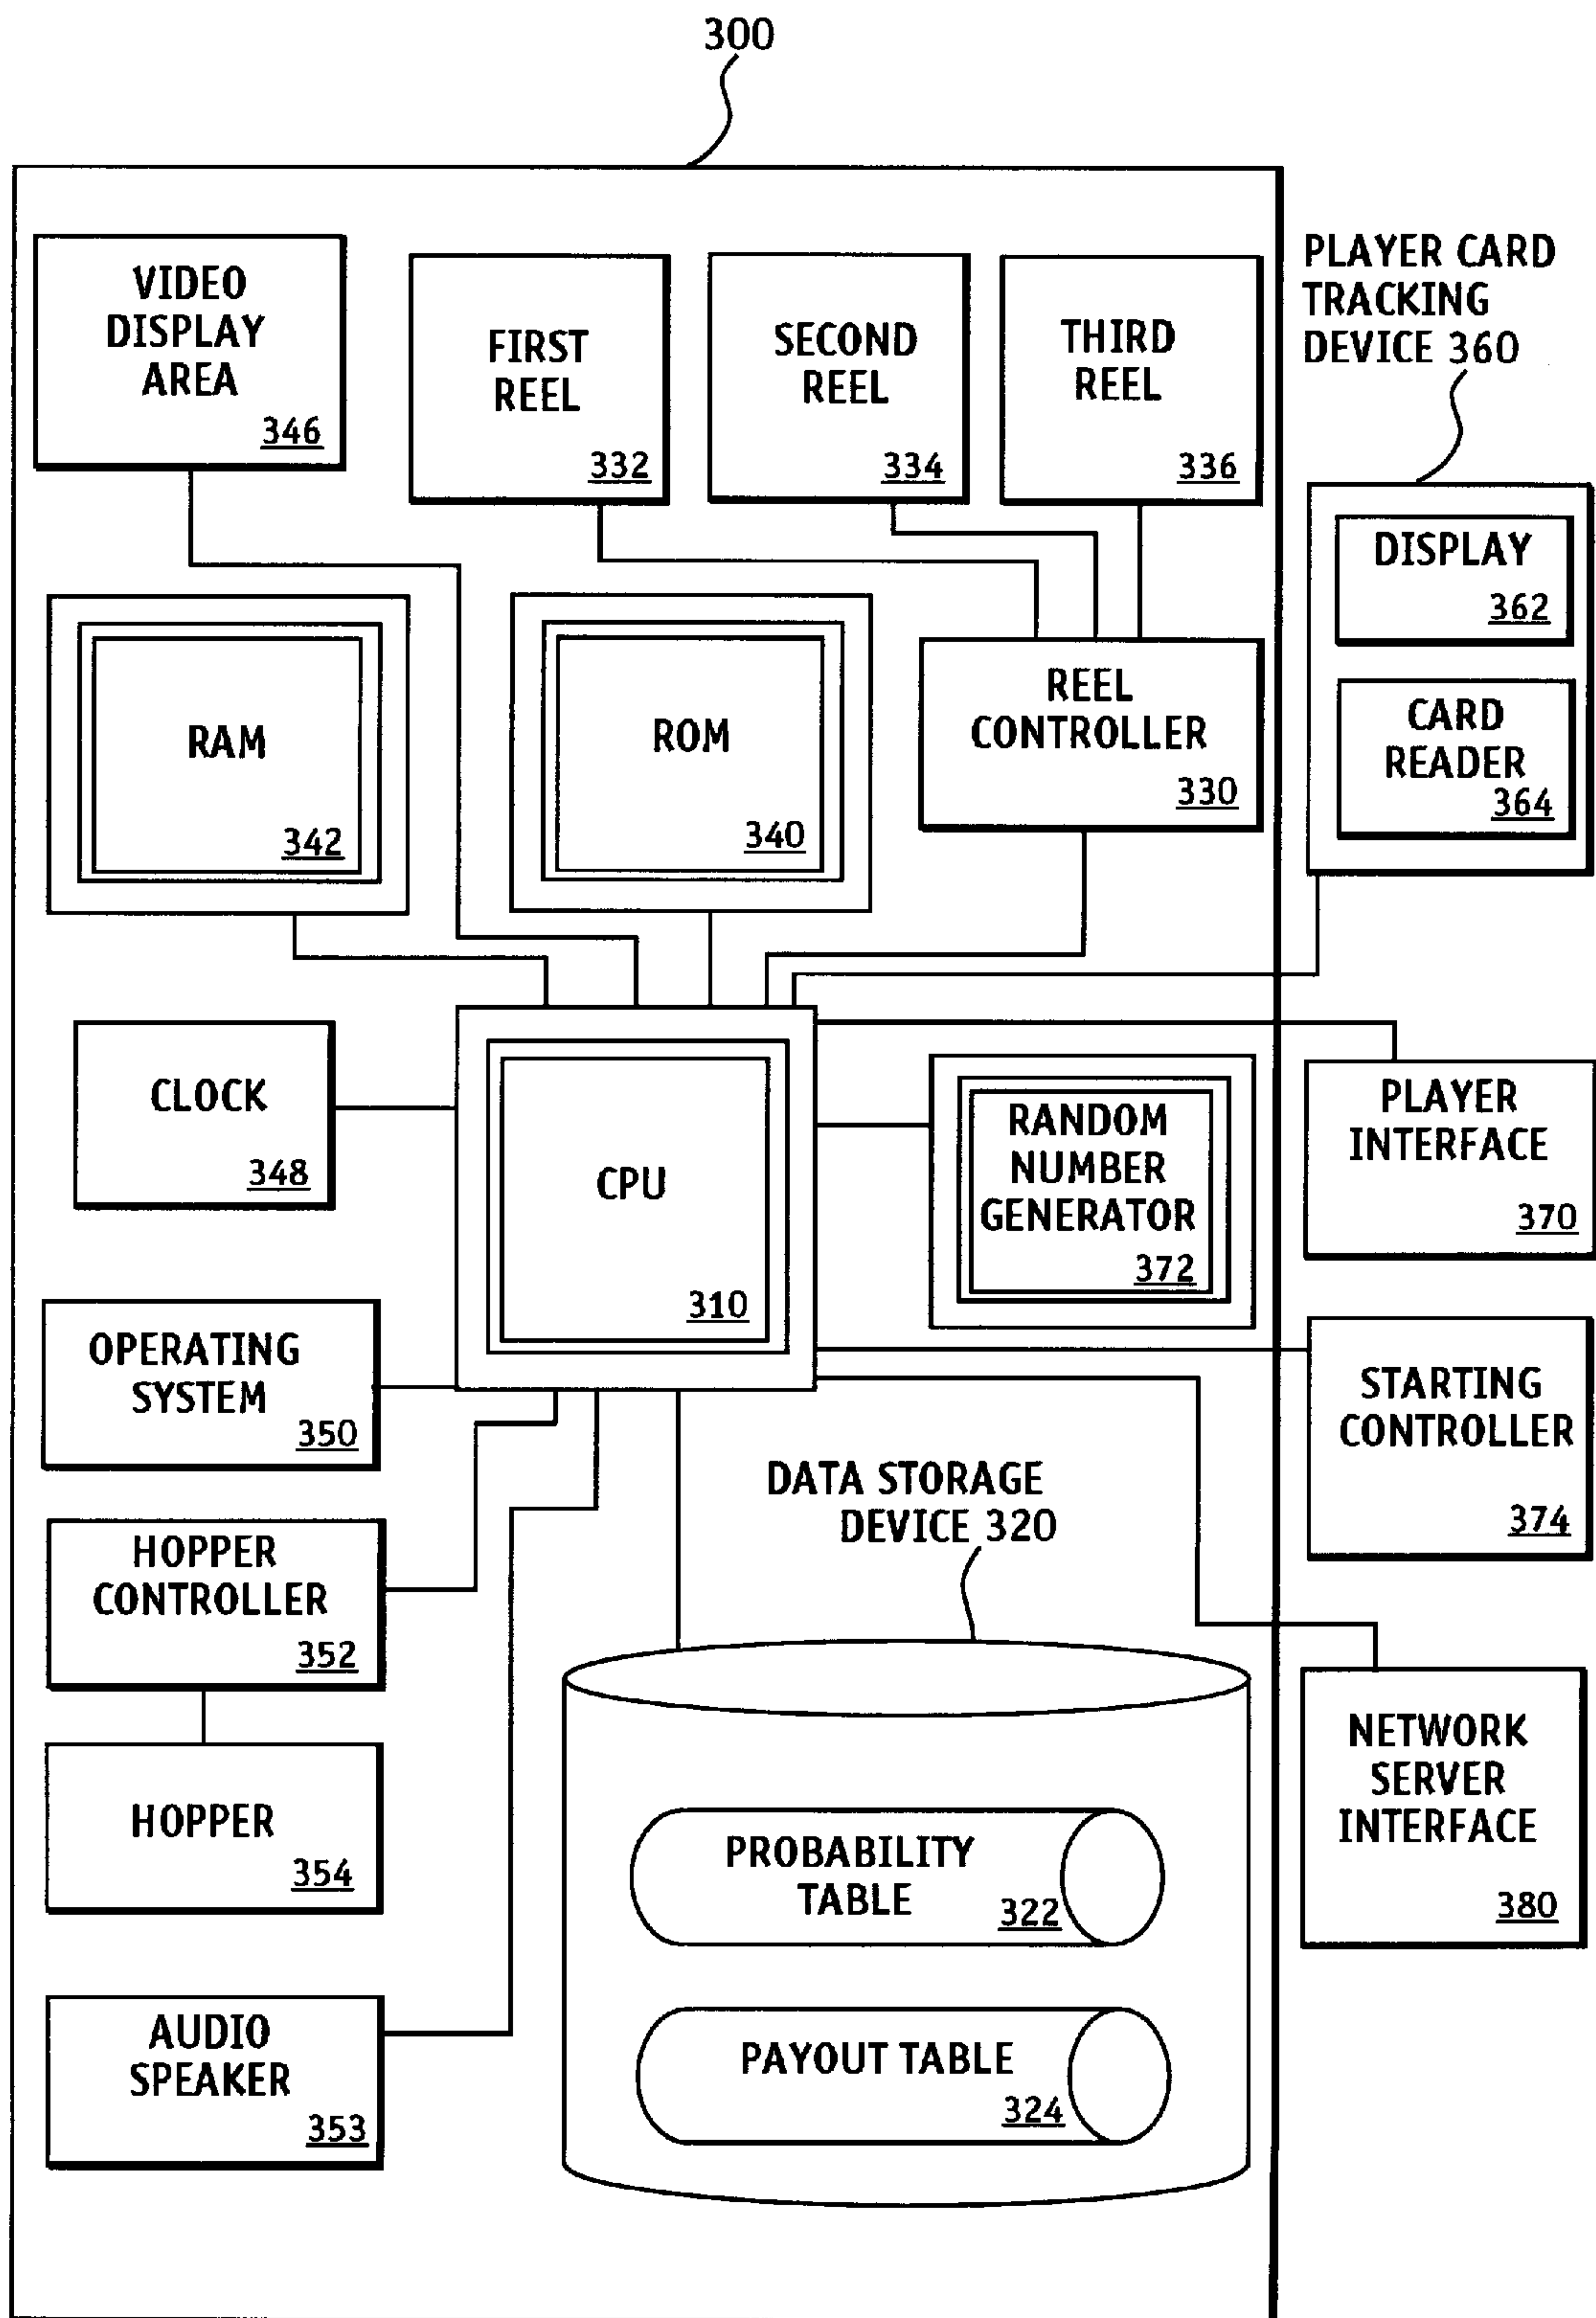 300
VIDEO
DISPLAY
AREA
346
FIRST
REEL
332
SECOND
REEL
334
THIRD
REEL
336
PLAYER CARD
TRACKING
DEVICE 360
DISPLAY
362
CARD
READER
364
RAM
342
ROM
340
REEL
CONTROLLER
330
CLOCK
348
CPU
310
RANDOM
NUMBER
GENERATOR
372
PLAYER
INTERFACE
370
OPERATING
SYSTEM
350
STARTING
CONTROLLER
374
HOPPER
CONTROLLER
352
DATA STORAGE
DEVICE 320
HOPPER
354
PROBABILITY
TABLE
322
NETWORK
SERVER
INTERFACE
380
AUDIO
SPEAKER
353
PAYOUT TABLE
324